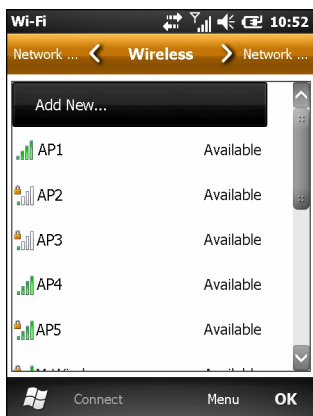 Wi-Fi 10:52
Network ... Wireless Network ...
Add New...
AP1 Available
AP2 Available
AP3 Available
AP4 Available
AP5 Available
Connect Menu OK